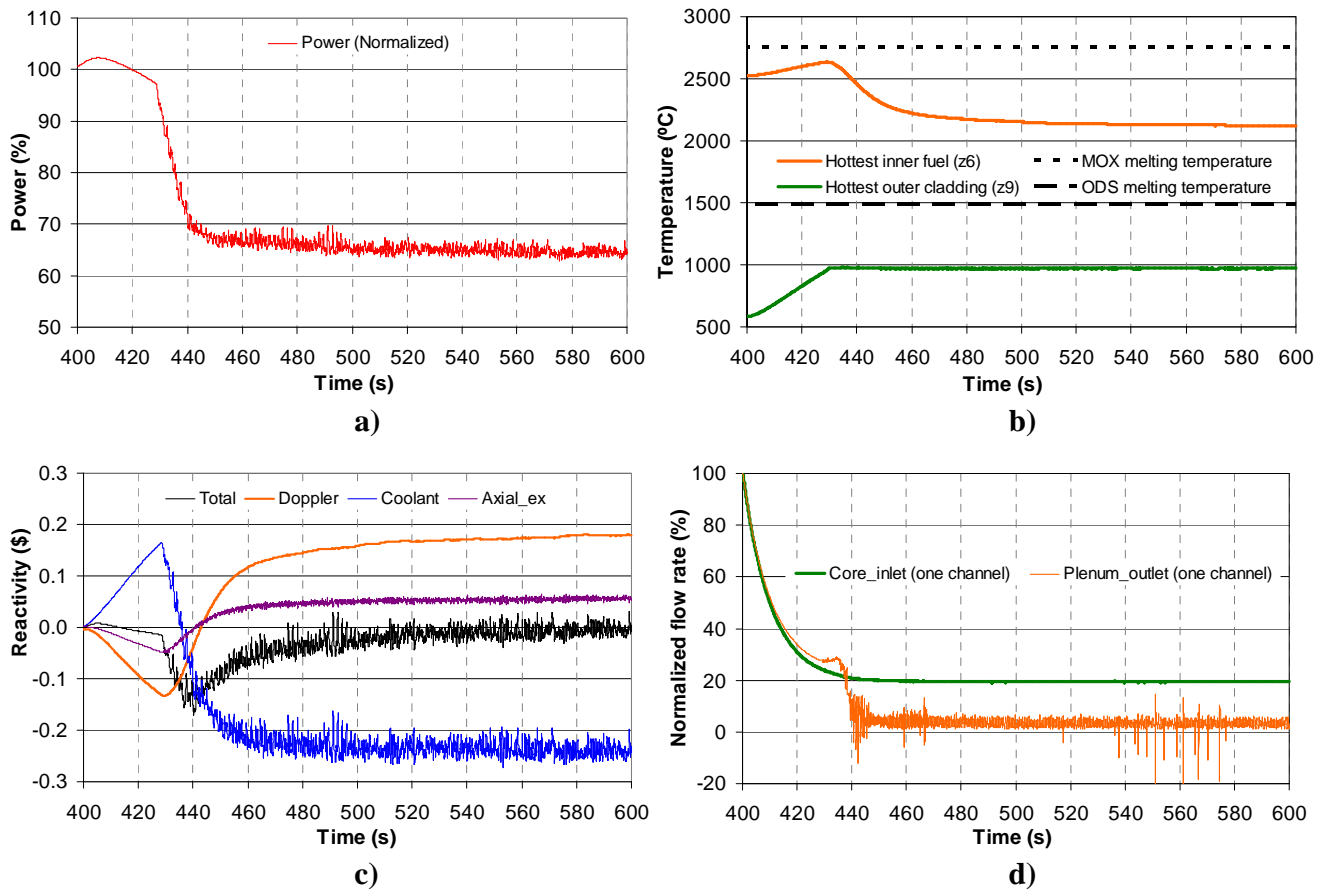 110
100
90
80
70
60
50
Power (%)
Power (Normalized)
400 420 440 460 480 500 520 540 560 580 600
Time (s)
a)
3000
2500
2000
1500
1000
500
Termperature (ºC)
Hottest inner fuel (z6) MOX melting temperature
Hottest outer cladding (z9) ODS melting temperature
400 420 440 460 480 500 520 540 560 580 600
Time (s)
b)
0.3
0.2
0.1
0.0
-0.1
-0.2
-0.3
Reactivity ($)
Total Doppler Coolant Axial_ex
400 420 440 460 480 500 520 540 560 580 600
Time (s)
c)
100
80
60
40
20
0
-20
Normalized flow rate (%)
Core_inlet (one channel) Plenum_outlet (one channel)
400 420 440 460 480 500 520 540 560 580 600
Time (s)
d)